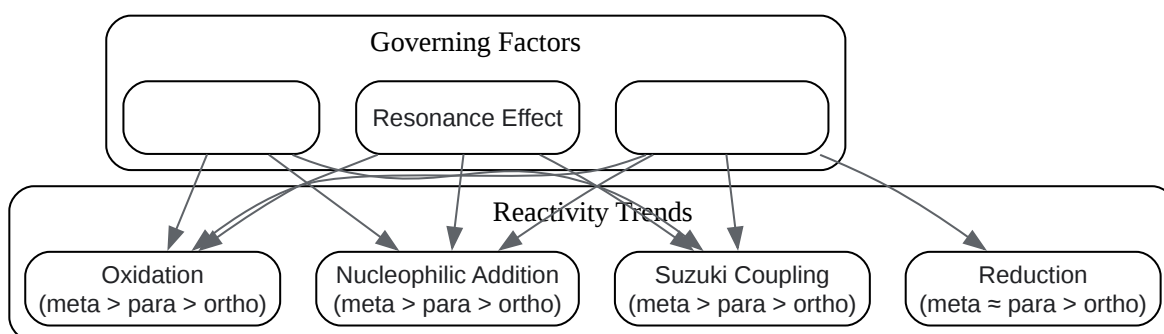 Governing Factors
Resonance Effect
Reactivity Trends
Oxidation
(meta > para > ortho)
Nucleophilic Addition
(meta > para > ortho)
Suzuki Coupling
(meta > para > ortho)
Reduction
(meta ≈ para > ortho)